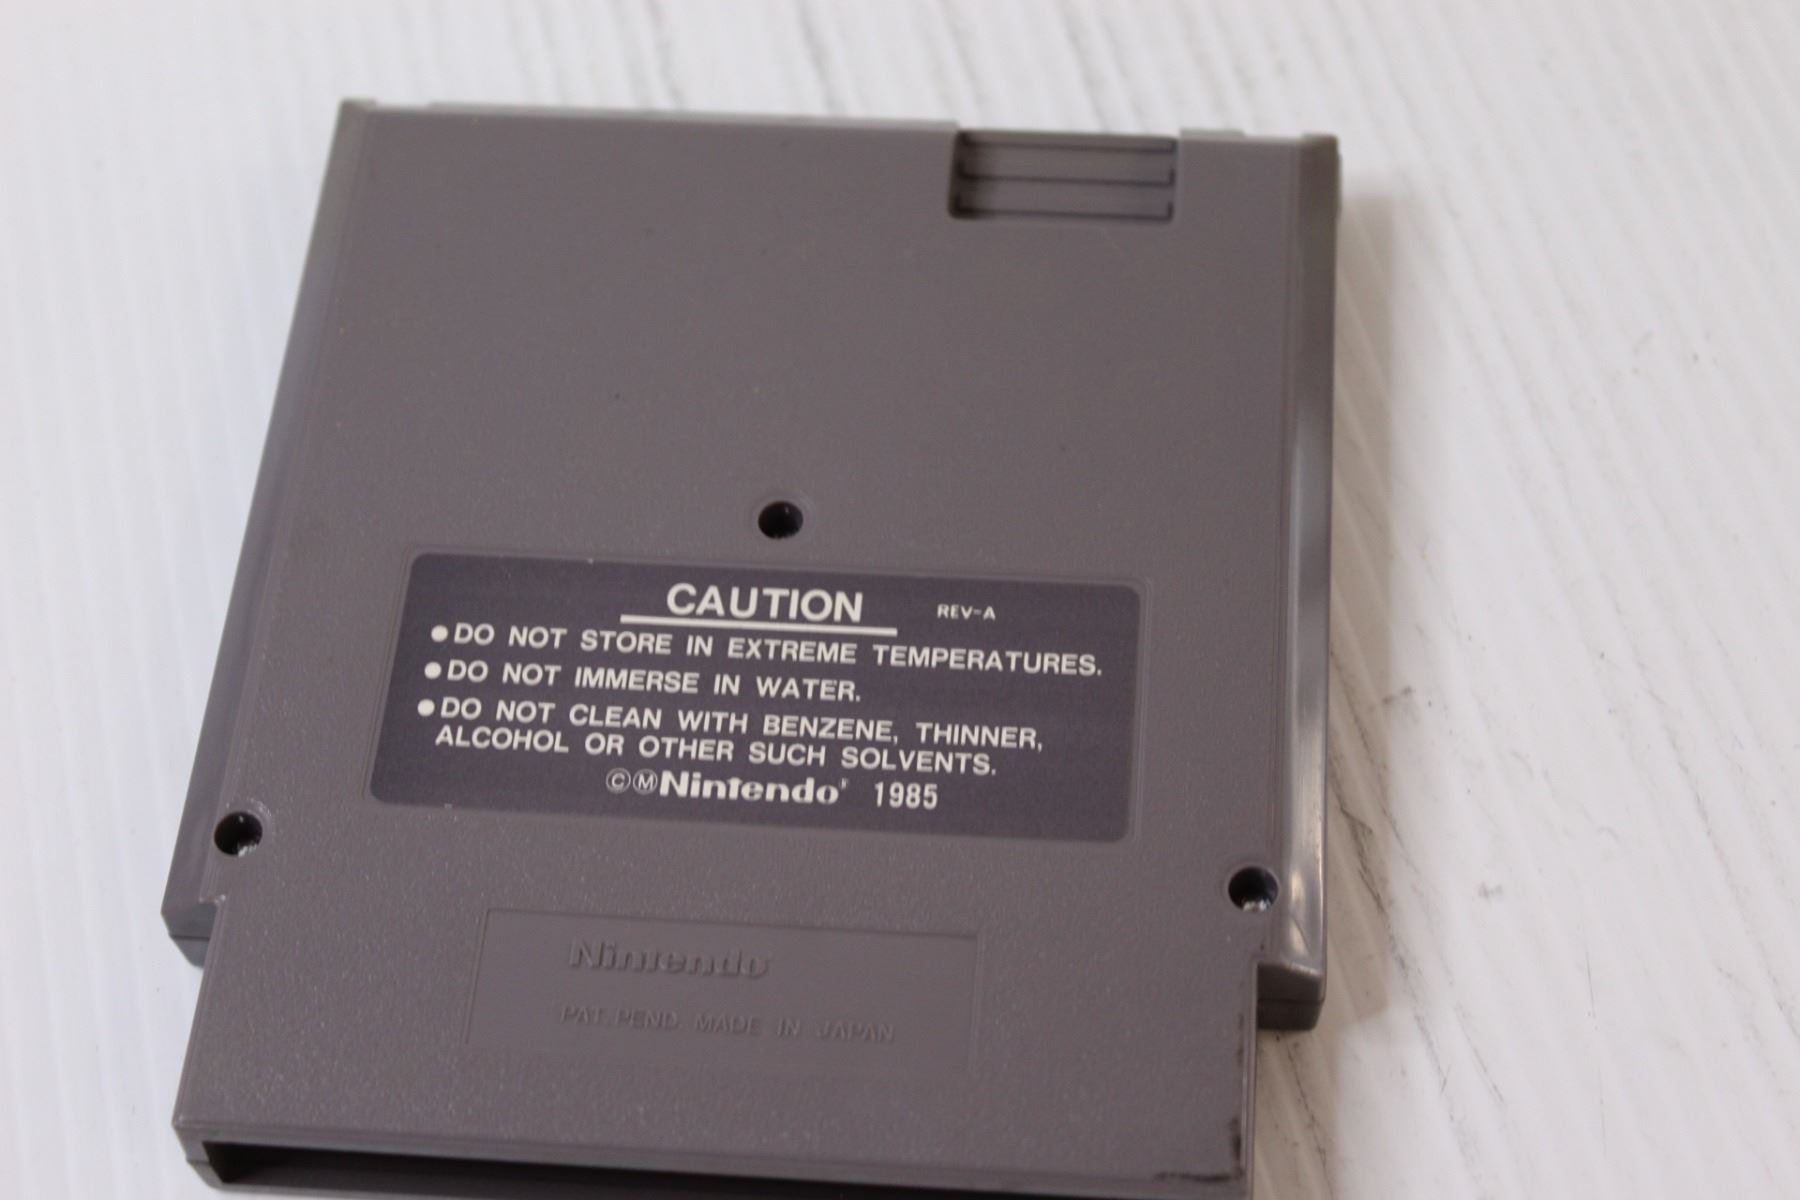 CAUTION REV-A
●DO NOT STORE IN EXTREME TEMPERATURES.
●DO NOT IMMERSE IN WATER.
●DO NOT CLEAN WITH BENZENE, THINNER,
ALCOHOL OR OTHER SUCH SOLVENTS.
©ⓂNintendo® 1985
Nintendo
PAT. PEND. MADE IN JAPAN